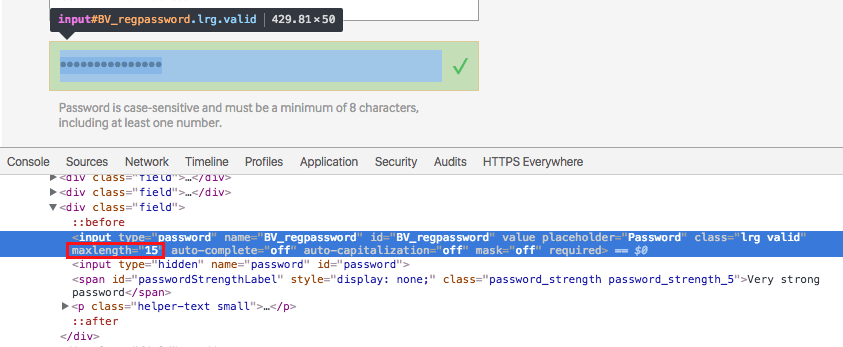 input#BV_regpassword.lrg.valid | 429.81 × 50
•••••••••••••••
Password is case-sensitive and must be a minimum of 8 characters,
including at least one number.
Console Sources Network Timeline Profiles Application Security Audits HTTPS Everywhere
▶<div class="field">…</div>
▶<div class="field">…</div>
▼<div class="field">
::before
<input type="password" name="BV_regpassword" id="BV_regpassword" value placeholder="Password" class="lrg valid"
maxlength="15" auto-complete="off" auto-capitalization="off" mask="off" required> == $0
<input type="hidden" name="password" id="password">
<span id="passwordStrengthLabel" style="display: none;" class="password_strength password_strength_5">Very strong
password</span>
▶<p class="helper-text small">…</p>
::after
</div>